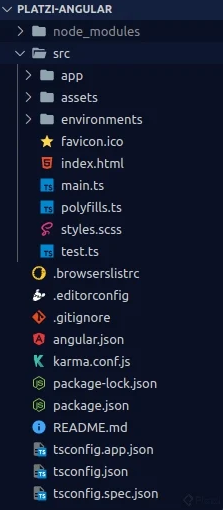 PLATZI-ANGULAR
node_modules
src
app
assets
environments
favicon.ico
index.html
main.ts
polyfills.ts
styles.scss
test.ts
.browserslistrc
.editorconfig
.gitignore
angular.json
karma.conf.js
package-lock.json
package.json
README.md
tsconfig.app.json
tsconfig.json
tsconfig.spec.json